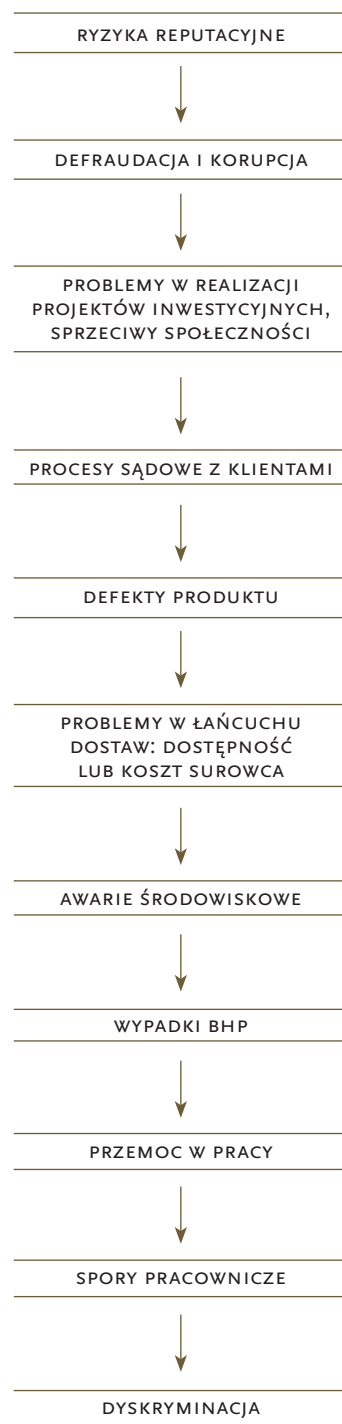 RYZYKA REPUTACYJNE
DEFRAUDACJA I KORUPCJA
PROBLEMY W REALIZACJI
PROJEKTÓW INWESTYCYJNYCH,
SPRZECIWY SPOŁECZNOŚCI
PROCESY SĄDOWE Z KLIENTAMI
DEFEKTY PRODUKTU
PROBLEMY W ŁAŃCUCHU
DOSTAW: DOSTĘPNOŚĆ
LUB KOSZT SUROWCA
AWARIE ŚRODOWISKOWE
WYPADKI BHP
PRZEMOC W PRACY
SPORY PRACOWNICZE
DYSKRYMINACJA